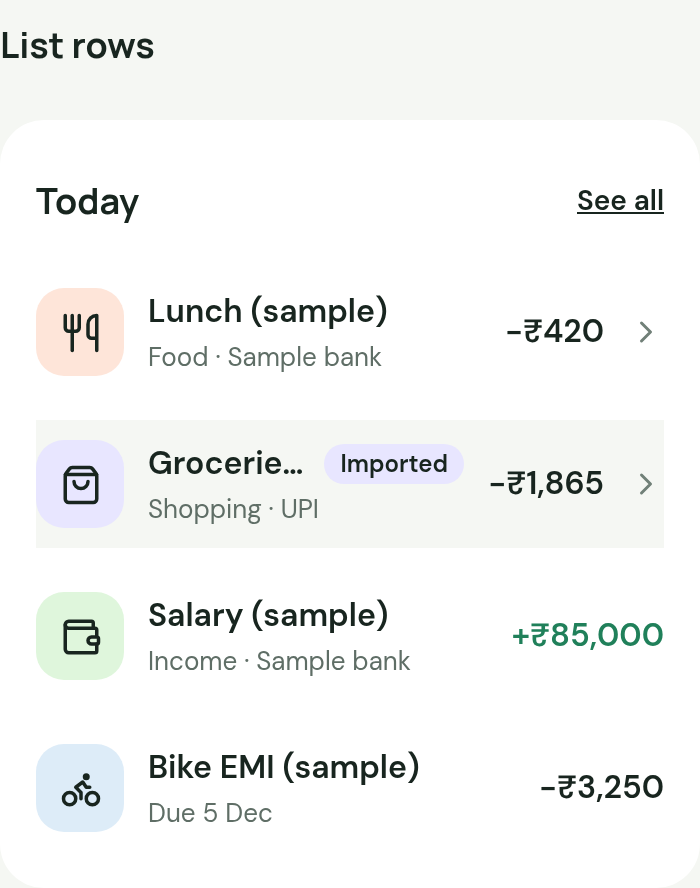 List rows
Today
See all
Lunch (sample)
Food · Sample bank
−₹420
Grocerie…
Imported
Shopping · UPI
−₹1,865
Salary (sample)
Income · Sample bank
+₹85,000
Bike EMI (sample)
Due 5 Dec
−₹3,250